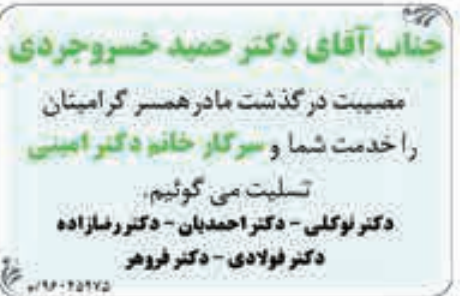 جناب آقای دکتر حمید خسروجردی
مصیبت درگذشت مادر همسر گرامیتان
را خدمت شما و سرکار خانم دکتر امینی
تسلیت می گوئیم.
دکتر توکلی - دکتر احمدیان - دکتر رضازاده
دکتر فولادی - دکتر فروهر
۹۶۰۲۵۲۷۵/م